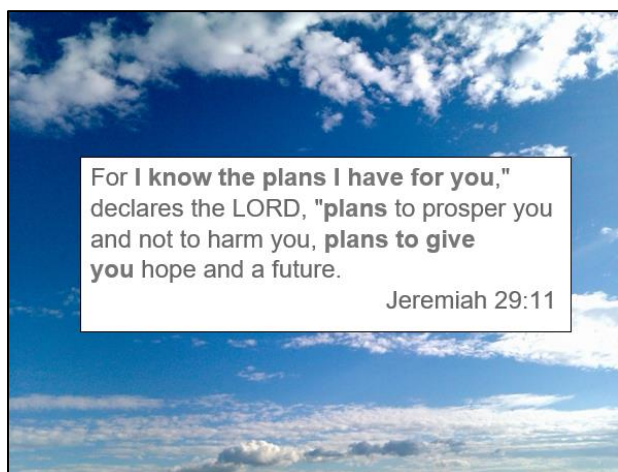 For I know the plans I have for you,"
declares the LORD, "plans to prosper you
and not to harm you, plans to give
you hope and a future.
Jeremiah 29:11